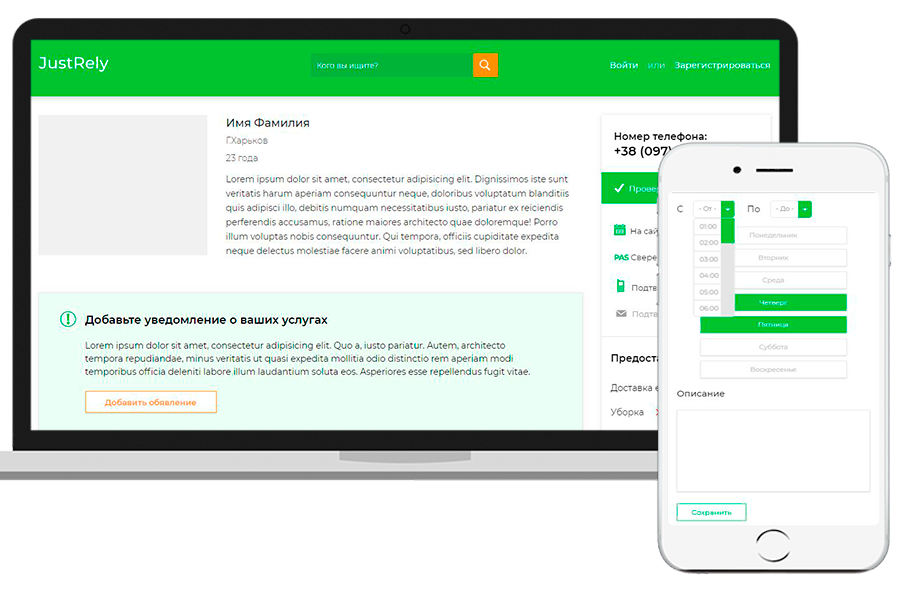 JustRely
Кого вы ищите?
Войти или Зарегистрироваться
Имя Фамилия
Г.Харьков
23 года
Lorem ipsum dolor sit amet, consectetur adipisicing elit. Dignissimos iste sunt
veritatis harum aperiam consequuntur neque, doloribus voluptatum blanditiis
quis adipisci illo, debitis numquam necessitatibus iusto, pariatur ex reiciendis
perferendis accusamus, ratione maiores architecto quae doloremque! Porro
illum voluptas nobis consequuntur. Qui tempora, officiis cupiditate expedita
neque delectus molestiae facere animi voluptatibus, sed libero dolor.
Добавьте уведомление о ваших услугах
Lorem ipsum dolor sit amet, consectetur adipisicing elit. Quo a, iusto pariatur. Autem, architecto
tempora repudiandae, minus veritatis ut quasi expedita mollitia odio distinctio rem aperiam modi
temporibus officia deleniti labore illum laudantium soluta eos. Asperiores esse repellendus fugit vitae.
Добавить обявление
Номер телефона:
+38 (097)
Прове
На сай
PAS Свере
Подтв
Подтв
Предоста
Доставка е
Уборка
С - От - По - До -
01:00
02:00
03:00
04:00
05:00
06:00
Понедельник
Вторник
Среда
Четверг
Пятница
Суббота
Воскресенье
Описание
Сохранить